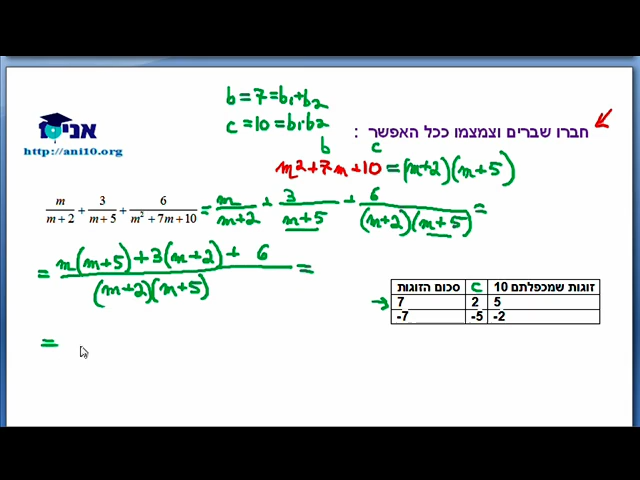 b = 7 = b₁+b₂
c = 10 = b₁·b₂
חברו שברים וצמצמו ככל האפשר :
אני10
http://ani10.org
b c
m²+7m+10 = (m+2)(m+5)
m/(m+2) + 3/(m+5) + 6/(m²+7m+10) = m/(m+2) + 3/(m+5) + 6/((m+2)(m+5)) =
= (m(m+5)+3(m+2)+6)/((m+2)(m+5)) =
זוגות שמכפלתם 10 c סכום הזוגות
5 2 7
-2 -5 -7
=